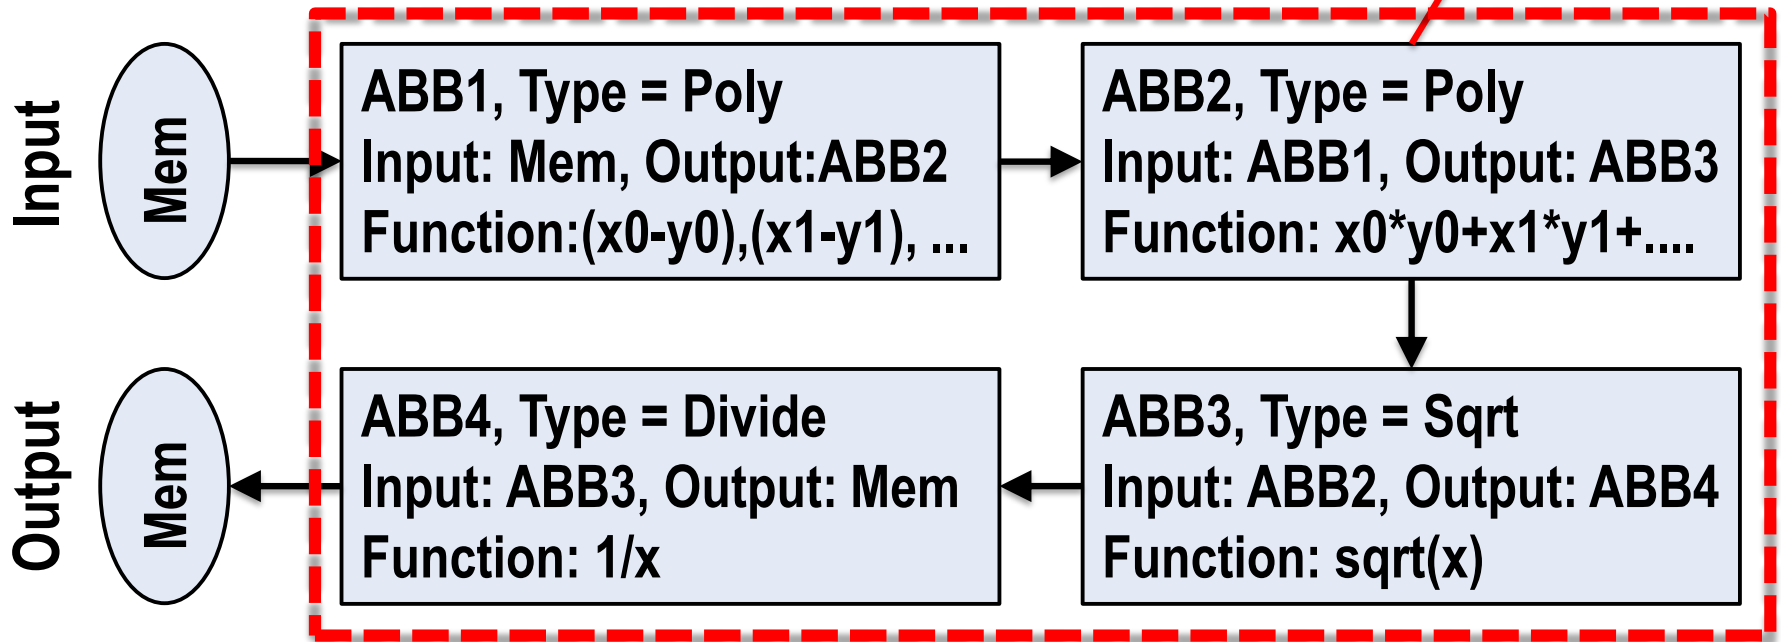 Input
Mem
ABB1, Type = Poly
Input: Mem, Output:ABB2
Function:(x0-y0),(x1-y1), ...
ABB2, Type = Poly
Input: ABB1, Output: ABB3
Function: x0*y0+x1*y1+....
Output
Mem
ABB4, Type = Divide
Input: ABB3, Output: Mem
Function: 1/x
ABB3, Type = Sqrt
Input: ABB2, Output: ABB4
Function: sqrt(x)